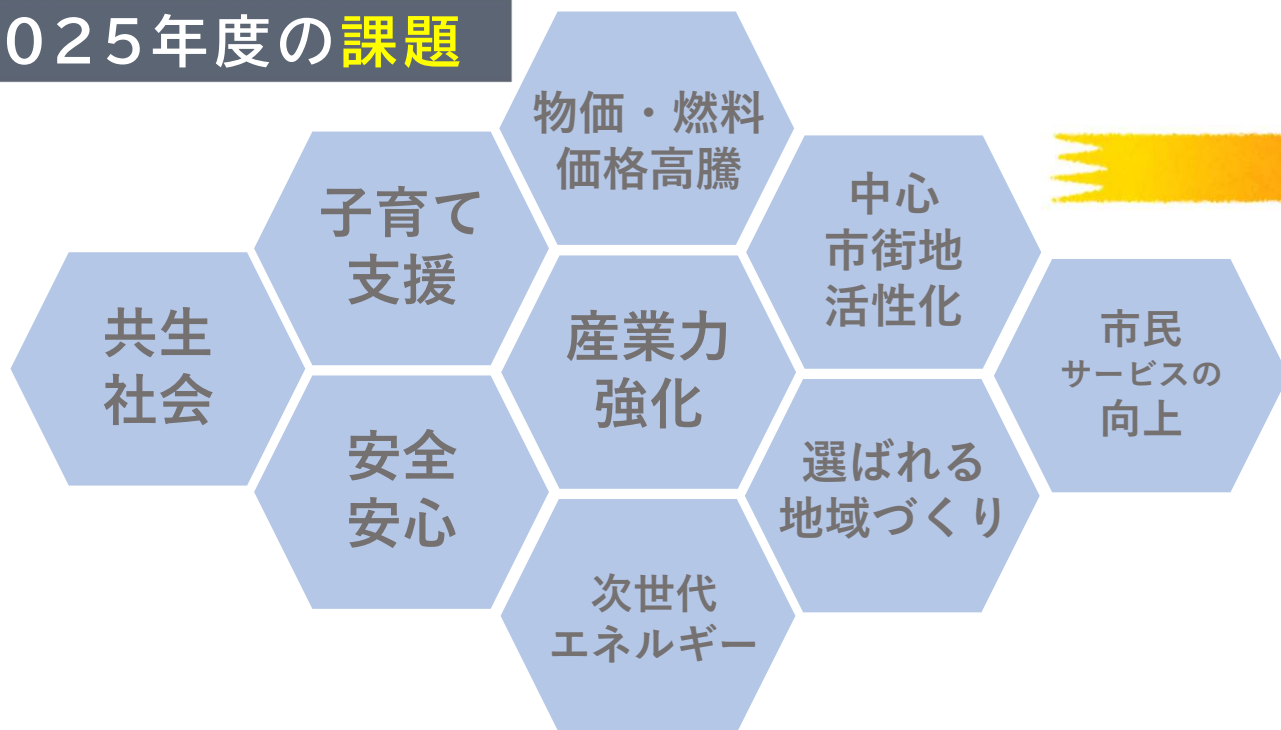 025年度の課題
物価・燃料
価格高騰
子育て
支援
中心
市街地
活性化
共生
社会
産業力
強化
市民
サービスの
向上
安全
安心
選ばれる
地域づくり
次世代
エネルギー